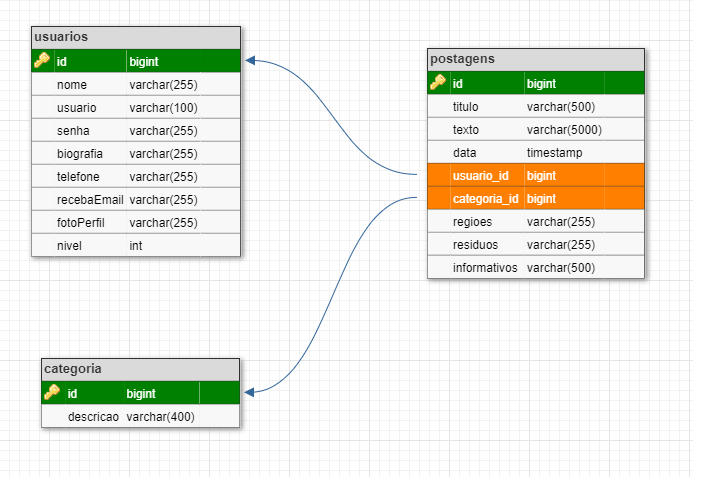 usuarios
id bigint
nome varchar(255)
usuario varchar(100)
senha varchar(255)
biografia varchar(255)
telefone varchar(255)
recebaEmail varchar(255)
fotoPerfil varchar(255)
nivel int
postagens
id bigint
titulo varchar(500)
texto varchar(5000)
data timestamp
usuario_id bigint
categoria_id bigint
regioes varchar(255)
residuos varchar(255)
informativos varchar(500)
categoria
id bigint
descricao varchar(400)